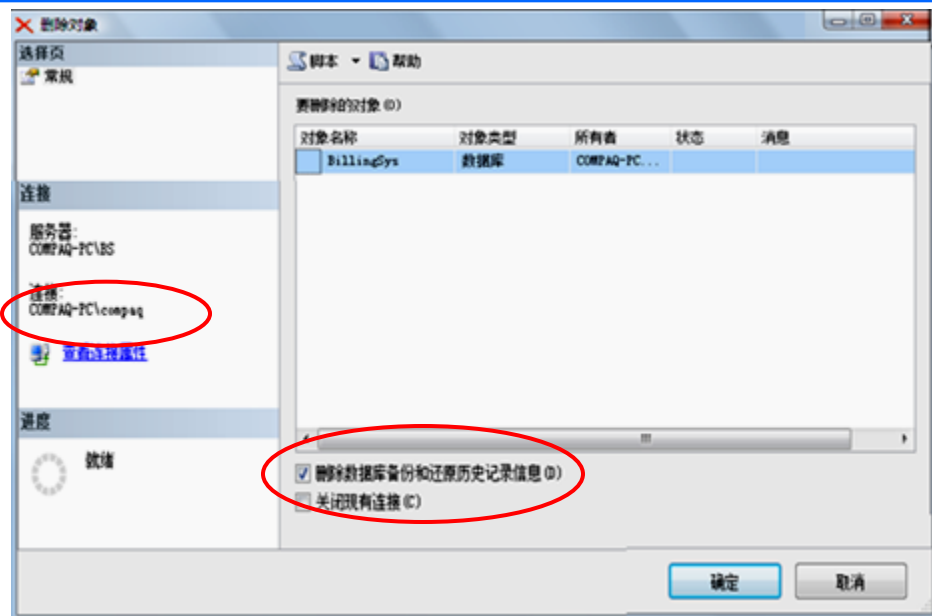 删除对象
选择页
常规
脚本 帮助
要删除的对象(O)
对象名称 对象类型 所有者 状态 消息
BillingSys 数据库 COMPAQ-PC...
连接
服务器:
COMPAQ-PC\BS
连接:
COMPAQ-PC\compaq
查看连接属性
进度
就绪
删除数据库备份和还原历史记录信息(D)
关闭现有连接(C)
确定 取消